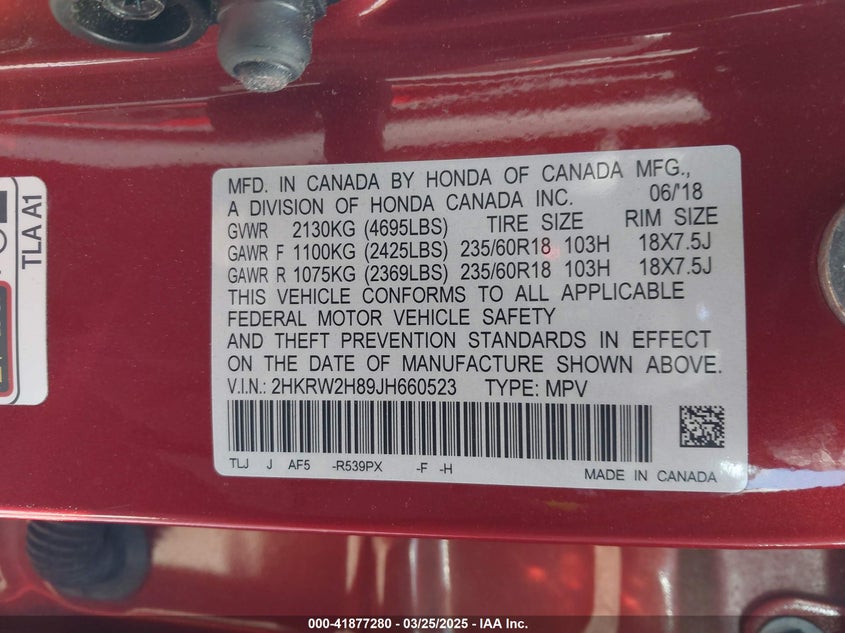 MFD. IN CANADA BY HONDA OF CANADA MFG.,
A DIVISION OF HONDA CANADA INC. 06/'18
GVWR 2130KG (4695LBS) TIRE SIZE RIM SIZE
GAWR F 1100KG (2425LBS) 235/60R18 103H 18X7.5J
GAWR R 1075KG (2369LBS) 235/60R18 103H 18X7.5J
THIS VEHICLE CONFORMS TO ALL APPLICABLE
FEDERAL MOTOR VEHICLE SAFETY
AND THEFT PREVENTION STANDARDS IN EFFECT
ON THE DATE OF MANUFACTURE SHOWN ABOVE.
V.I.N.: 2HKRW2H89JH660523 TYPE: MPV
TLJ J AF5 -R539PX -F -H
MADE IN CANADA
TLA A1
000-41877280 - 03/25/2025 - IAA Inc.